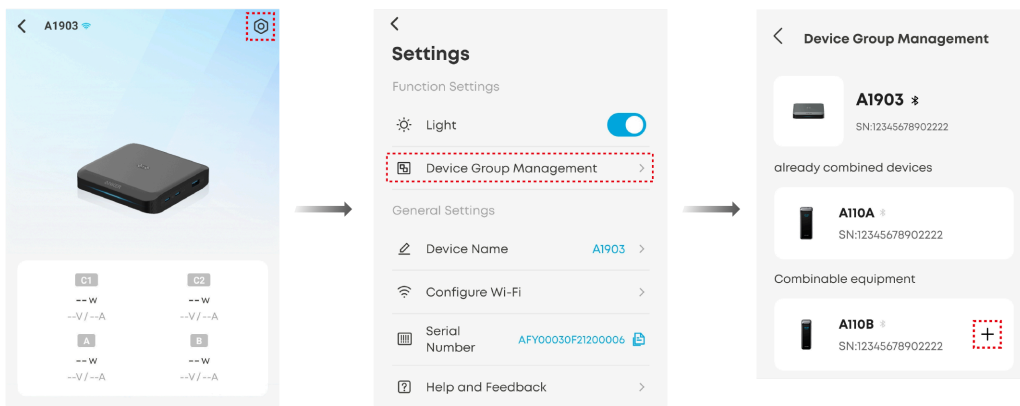 A1903
C1
C2
-- W
-- W
--V/--A
--V/--A
A
B
-- W
-- W
--V/--A
--V/--A
Settings
Function Settings
Light
Device Group Management
General Settings
Device Name A1903
Configure Wi-Fi
Serial
Number AFY00030F21200006
Help and Feedback
Device Group Management
A1903
SN:12345678902222
already combined devices
A110A
SN:12345678902222
Combinable equipment
A110B
SN:12345678902222